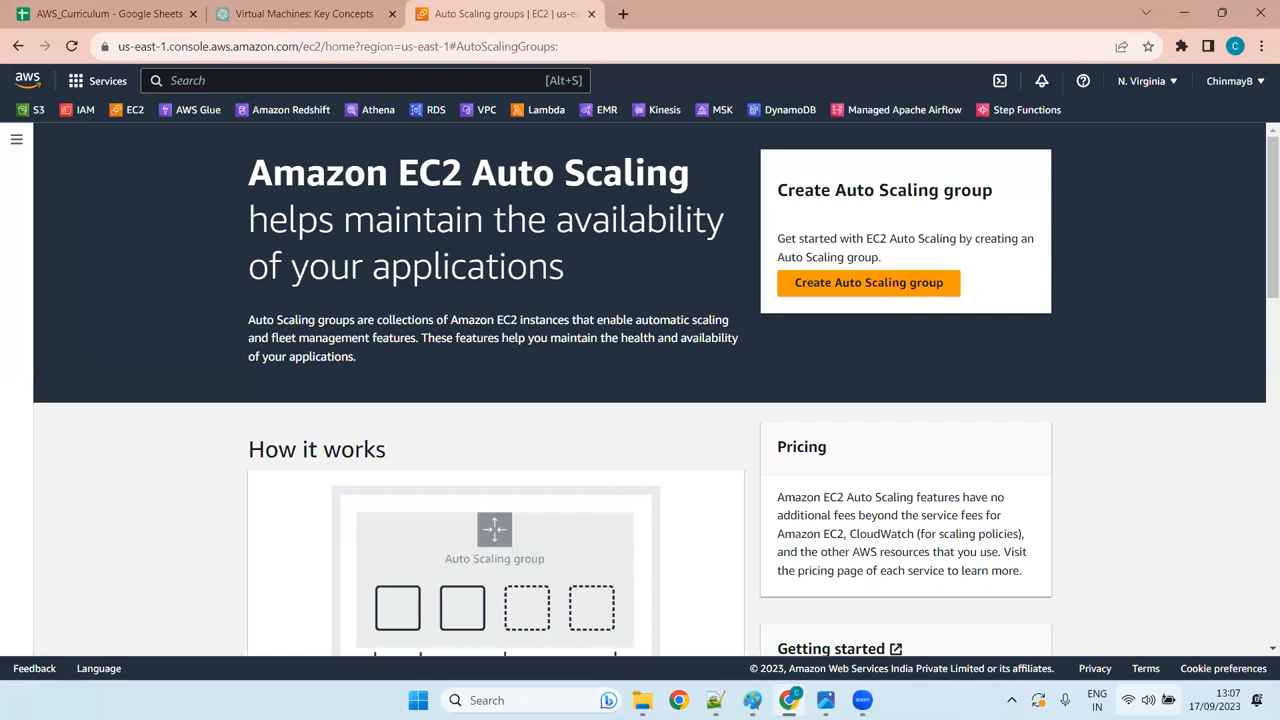 AWS_Curriculum - Google Sheets
Virtual Machines: Key Concepts
Auto Scaling groups | EC2 | us-e
us-east-1.console.aws.amazon.com/ec2/home?region=us-east-1#AutoScalingGroups:
aws
Services
Search
[Alt+S]
N. Virginia
ChinmayB
S3
IAM
EC2
AWS Glue
Amazon Redshift
Athena
RDS
VPC
Lambda
EMR
Kinesis
MSK
DynamoDB
Managed Apache Airflow
Step Functions
Amazon EC2 Auto Scaling
helps maintain the availability
of your applications
Auto Scaling groups are collections of Amazon EC2 instances that enable automatic scaling
and fleet management features. These features help you maintain the health and availability
of your applications.
Create Auto Scaling group
Get started with EC2 Auto Scaling by creating an
Auto Scaling group.
Create Auto Scaling group
How it works
Auto Scaling group
Pricing
Amazon EC2 Auto Scaling features have no
additional fees beyond the service fees for
Amazon EC2, CloudWatch (for scaling policies),
and the other AWS resources that you use. Visit
the pricing page of each service to learn more.
Getting started
Feedback
Language
© 2023, Amazon Web Services India Private Limited or its affiliates.
Privacy
Terms
Cookie preferences
Search
zoom
ENG
IN
13:07
17/09/2023